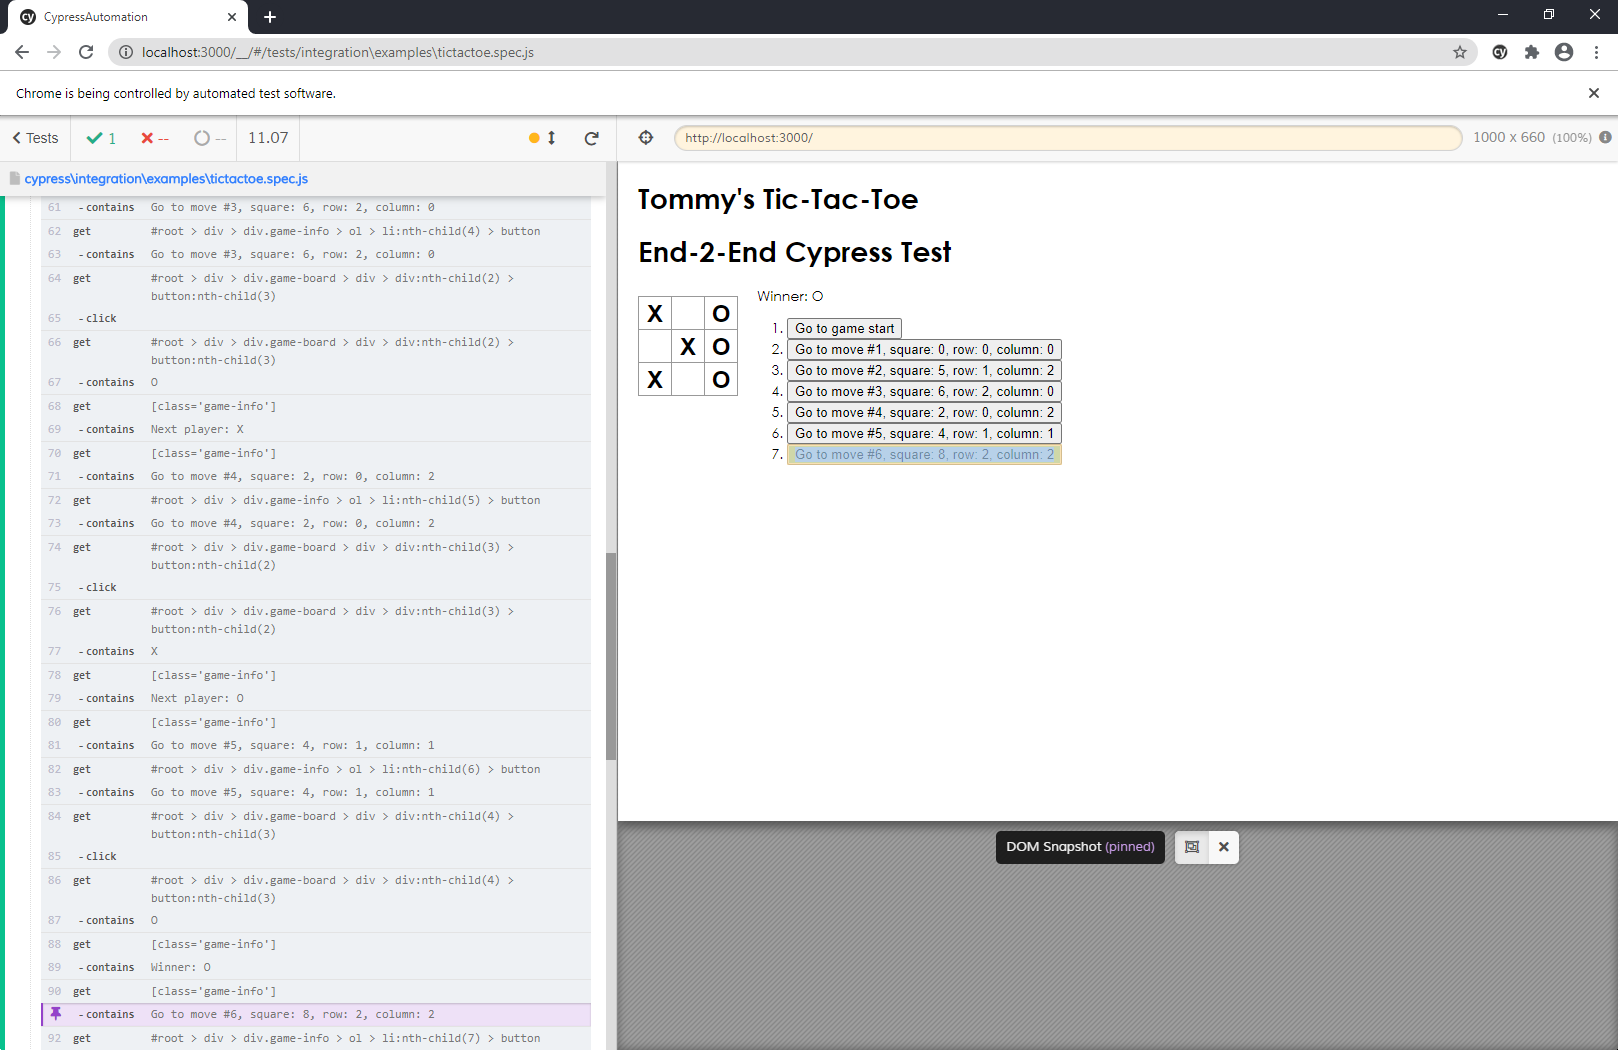 CypressAutomation
localhost:3000/__/#/tests/integration\examples\tictactoe.spec.js
Chrome is being controlled by automated test software.
Tests 1 -- -- 11.07
http://localhost:3000/ 1000 x 660 (100%)
cypress\integration\examples\tictactoe.spec.js
61 - contains Go to move #3, square: 6, row: 2, column: 0
62 get #root > div > div.game-info > ol > li:nth-child(4) > button
63 - contains Go to move #3, square: 6, row: 2, column: 0
64 get #root > div > div.game-board > div > div:nth-child(2) >
button:nth-child(3)
65 - click
66 get #root > div > div.game-board > div > div:nth-child(2) >
button:nth-child(3)
67 - contains O
68 get [class='game-info']
69 - contains Next player: X
70 get [class='game-info']
71 - contains Go to move #4, square: 2, row: 0, column: 2
72 get #root > div > div.game-info > ol > li:nth-child(5) > button
73 - contains Go to move #4, square: 2, row: 0, column: 2
74 get #root > div > div.game-board > div > div:nth-child(3) >
button:nth-child(2)
75 - click
76 get #root > div > div.game-board > div > div:nth-child(3) >
button:nth-child(2)
77 - contains X
78 get [class='game-info']
79 - contains Next player: O
80 get [class='game-info']
81 - contains Go to move #5, square: 4, row: 1, column: 1
82 get #root > div > div.game-info > ol > li:nth-child(6) > button
83 - contains Go to move #5, square: 4, row: 1, column: 1
84 get #root > div > div.game-board > div > div:nth-child(4) >
button:nth-child(3)
85 - click
86 get #root > div > div.game-board > div > div:nth-child(4) >
button:nth-child(3)
87 - contains O
88 get [class='game-info']
89 - contains Winner: O
90 get [class='game-info']
- contains Go to move #6, square: 8, row: 2, column: 2
92 get #root > div > div.game-info > ol > li:nth-child(7) > button
Tommy's Tic-Tac-Toe
End-2-End Cypress Test
X O
X O
X O
Winner: O
1. Go to game start
2. Go to move #1, square: 0, row: 0, column: 0
3. Go to move #2, square: 5, row: 1, column: 2
4. Go to move #3, square: 6, row: 2, column: 0
5. Go to move #4, square: 2, row: 0, column: 2
6. Go to move #5, square: 4, row: 1, column: 1
7. Go to move #6, square: 8, row: 2, column: 2
DOM Snapshot (pinned)